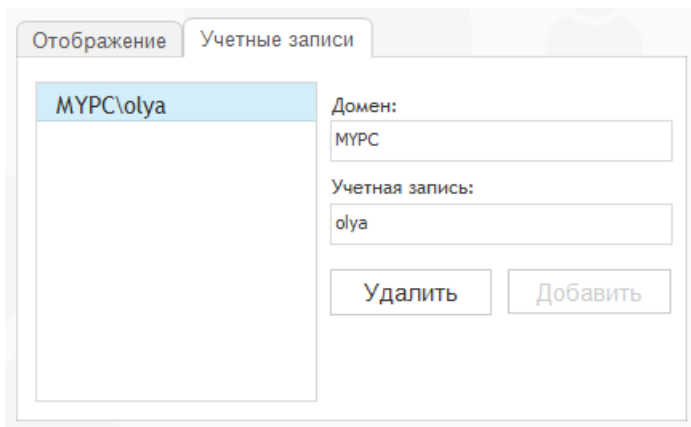 Отображение
Учетные записи
MYPC\olya
Домен:
MYPC
Учетная запись:
olya
Удалить
Добавить